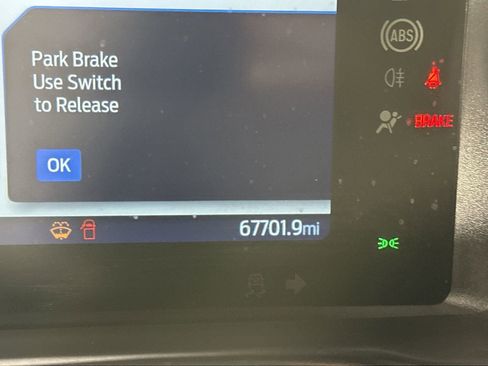 Park Brake
Use Switch
to Release
OK
67701.9mi
ABS
BRAKE